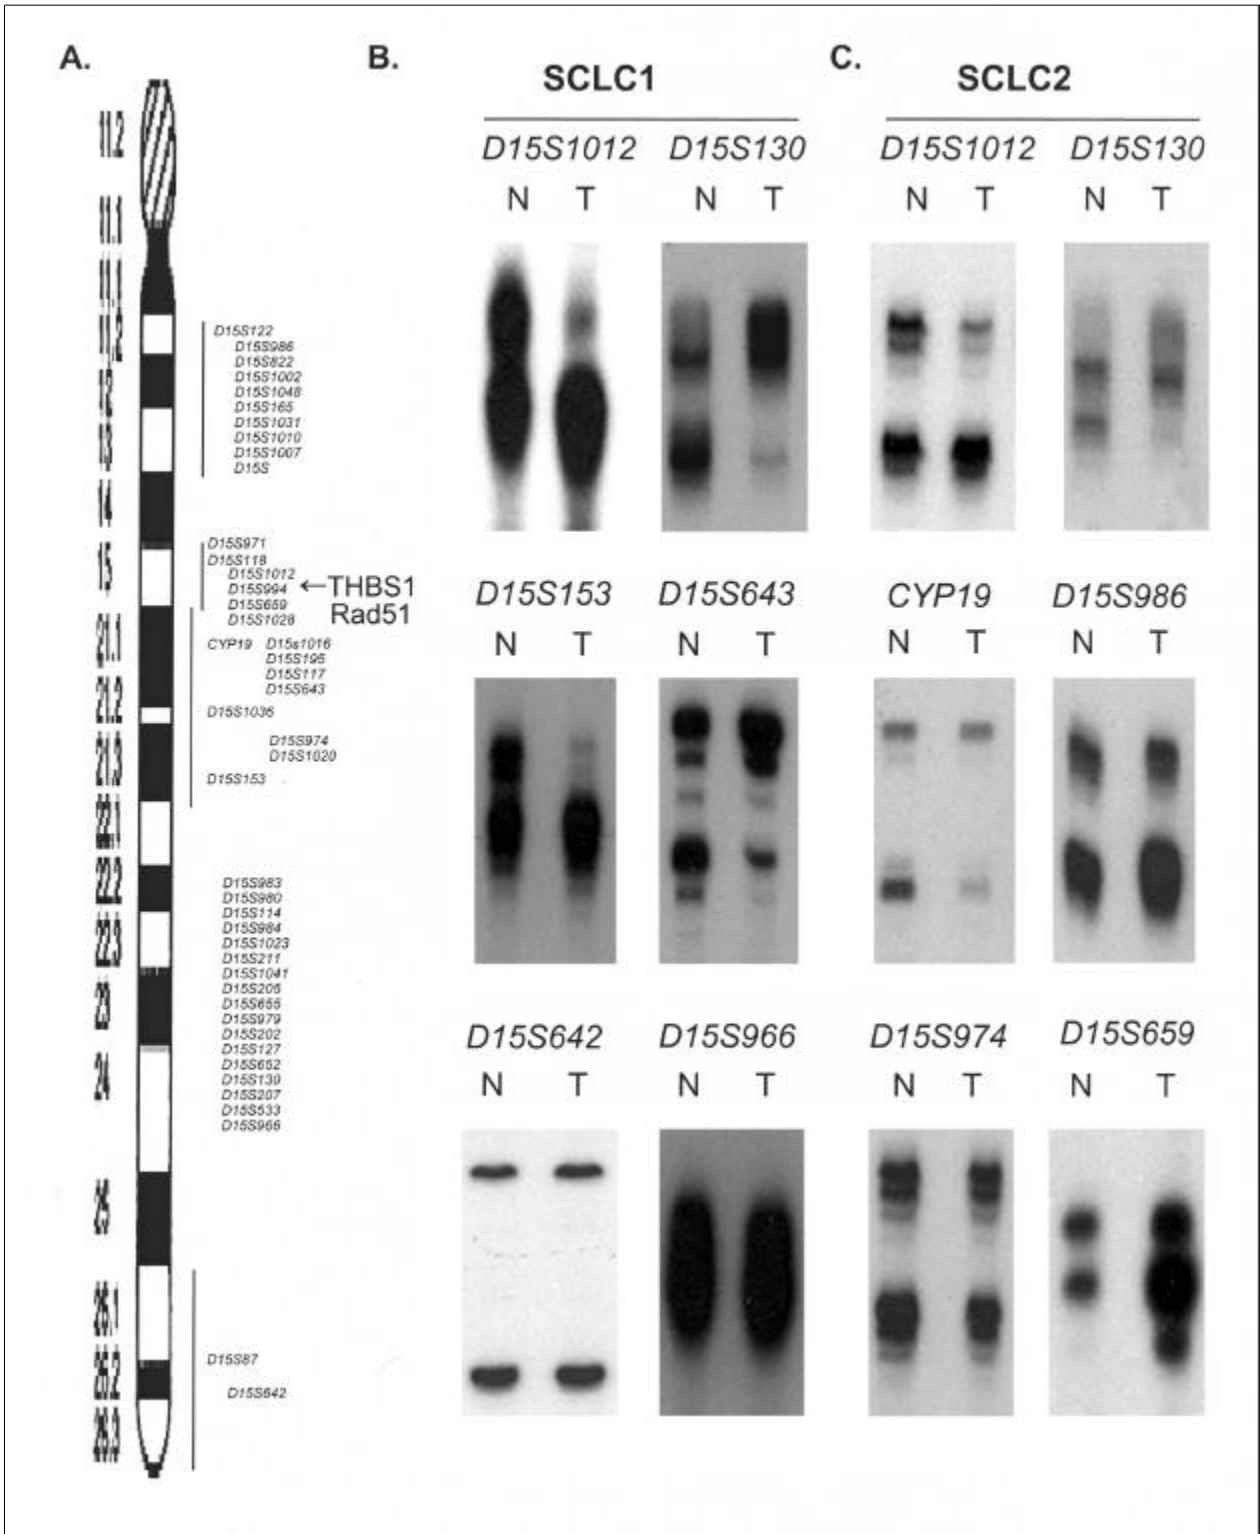 A.
11.2
11.1
11.1
11.2
12
13
14
15
21.1
21.2
21.3
22.1
22.2
22.3
23
24
25
26.1
26.2
26.3
D15S122
D15S986
D15S822
D15S1002
D15S1048
D15S165
D15S1031
D15S1010
D15S1007
D15S
D15S971
D15S118
D15S1012
D15S994
D15S659
D15S1028
←THBS1
Rad51
CYP19 D15s1016
D15S195
D15S117
D15S643
D15S1036
D15S974
D15S1020
D15S153
D15S983
D15S980
D15S114
D15S984
D15S1023
D15S211
D15S1041
D15S205
D15S655
D15S979
D15S202
D15S127
D15S652
D15S130
D15S207
D15S533
D15S966
D15S87
D15S642
B.
SCLC1
D15S1012 D15S130
N T N T
D15S153 D15S643
N T N T
D15S642 D15S966
N T N T
C.
SCLC2
D15S1012 D15S130
N T N T
CYP19 D15S986
N T N T
D15S974 D15S659
N T N T